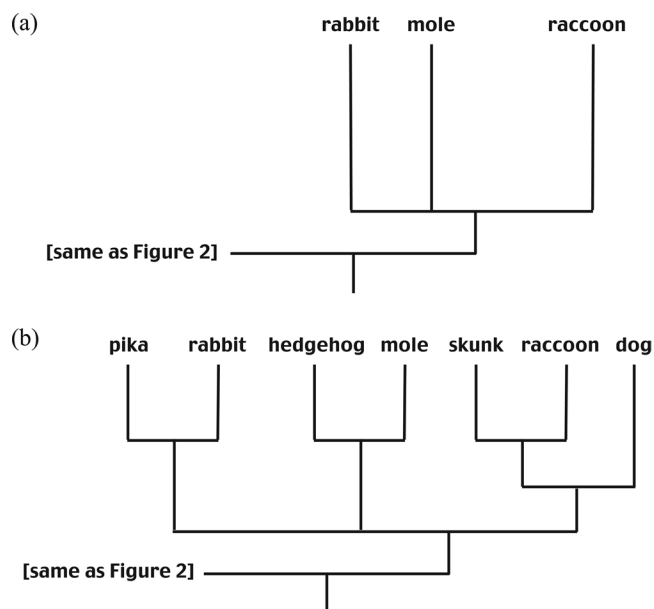 (a)
rabbit mole raccoon
[same as Figure 2]
(b)
pika rabbit hedgehog mole skunk raccoon dog
[same as Figure 2]